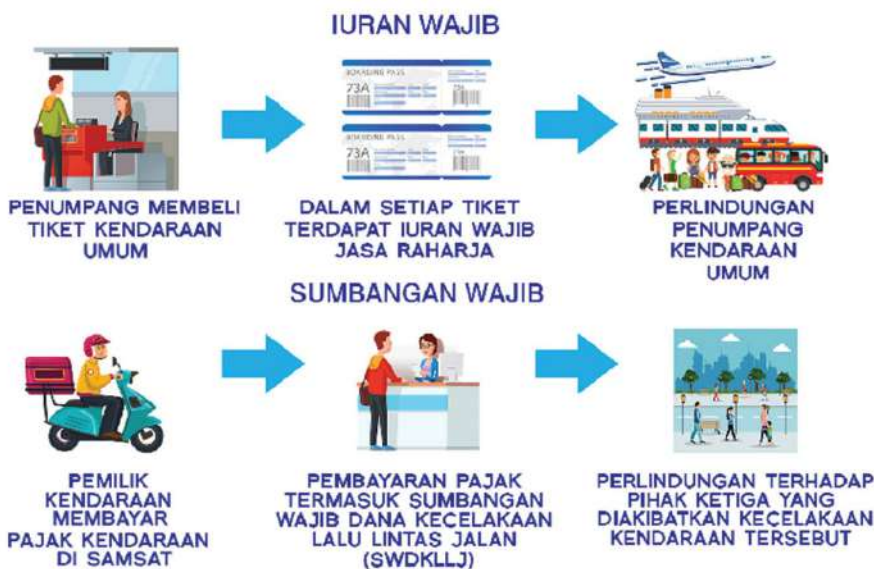 IURAN WAJIB
BOARDING PASS
73A
BOARDING PASS
73A
PENUMPANG MEMBELI
TIKET KENDARAAN
UMUM
DALAM SETIAP TIKET
TERDAPAT IURAN WAJIB
JASA RAHARJA
PERLINDUNGAN
PENUMPANG
KENDARAAN
UMUM
SUMBANGAN WAJIB
PEMILIK
KENDARAAN
MEMBAYAR
PAJAK KENDARAAN
DI SAMSAT
PEMBAYARAN PAJAK
TERMASUK SUMBANGAN
WAJIB DANA KECELAKAAN
LALU LINTAS JALAN
(SWDKLLJ)
PERLINDUNGAN TERHADAP
PIHAK KETIGA YANG
DIAKIBATKAN KECELAKAAN
KENDARAAN TERSEBUT